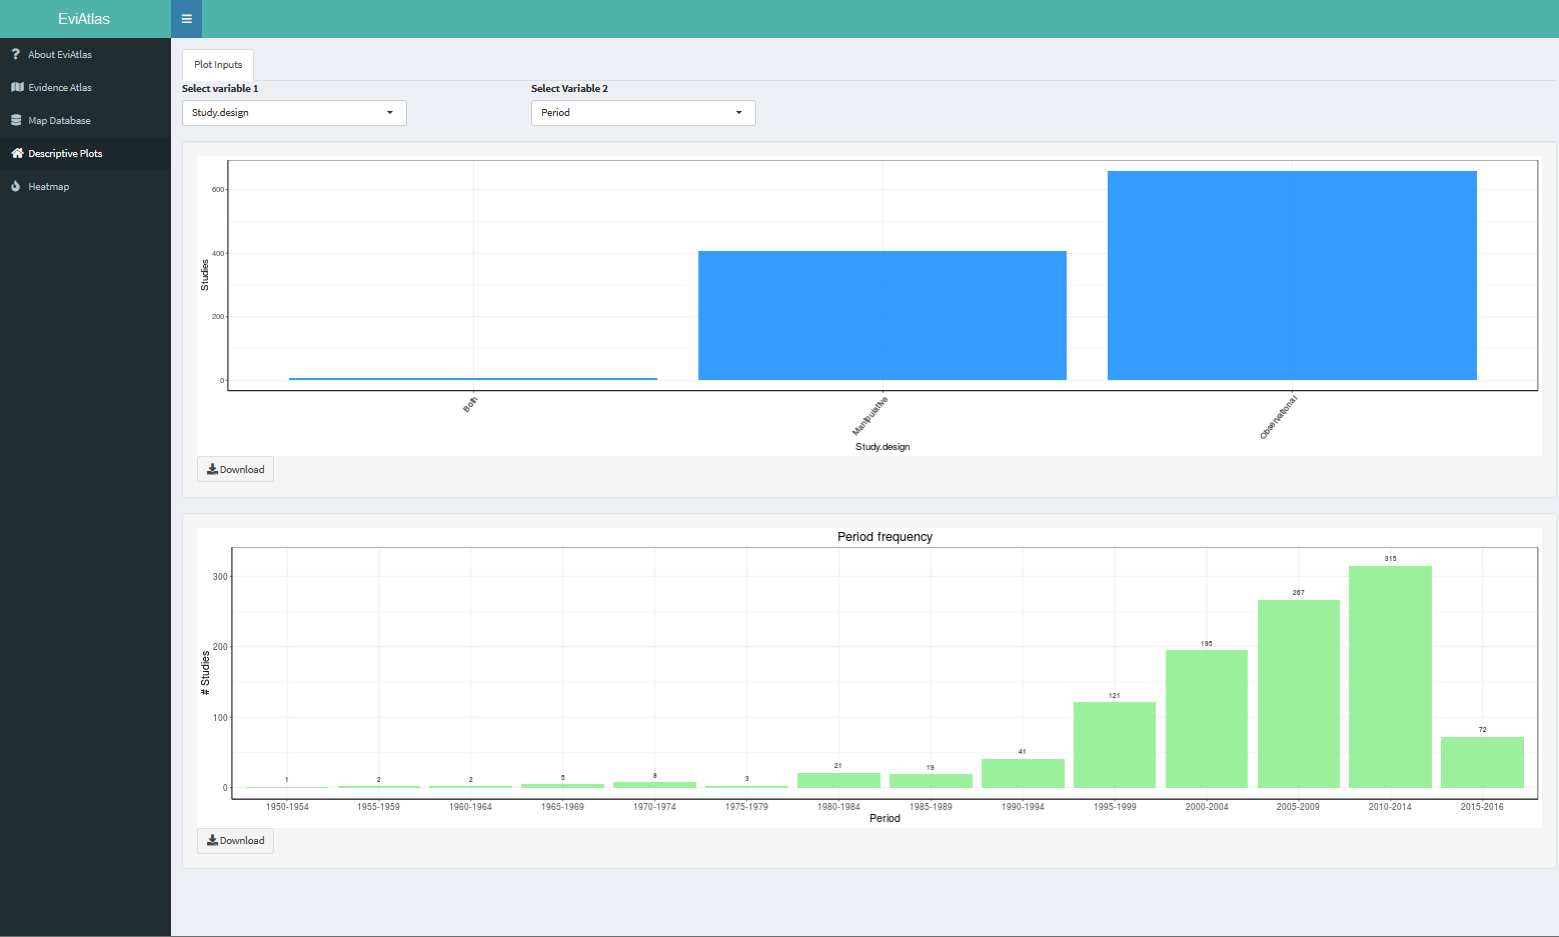 EviAtlas
About EviAtlas
Evidence Atlas
Map Database
Descriptive Plots
Heatmap
Plot Inputs
Select variable 1
Select Variable 2
Study.design
Period
600
400
200
0
Studies
Both
Manipulative
Observational
Study.design
Download
Period frequency
300
200
100
0
# Studies
1
2
2
5
8
3
21
19
41
121
195
267
315
72
1950-1954
1955-1959
1960-1964
1965-1969
1970-1974
1975-1979
1980-1984
1985-1989
1990-1994
1995-1999
2000-2004
2005-2009
2010-2014
2015-2016
Period
Download